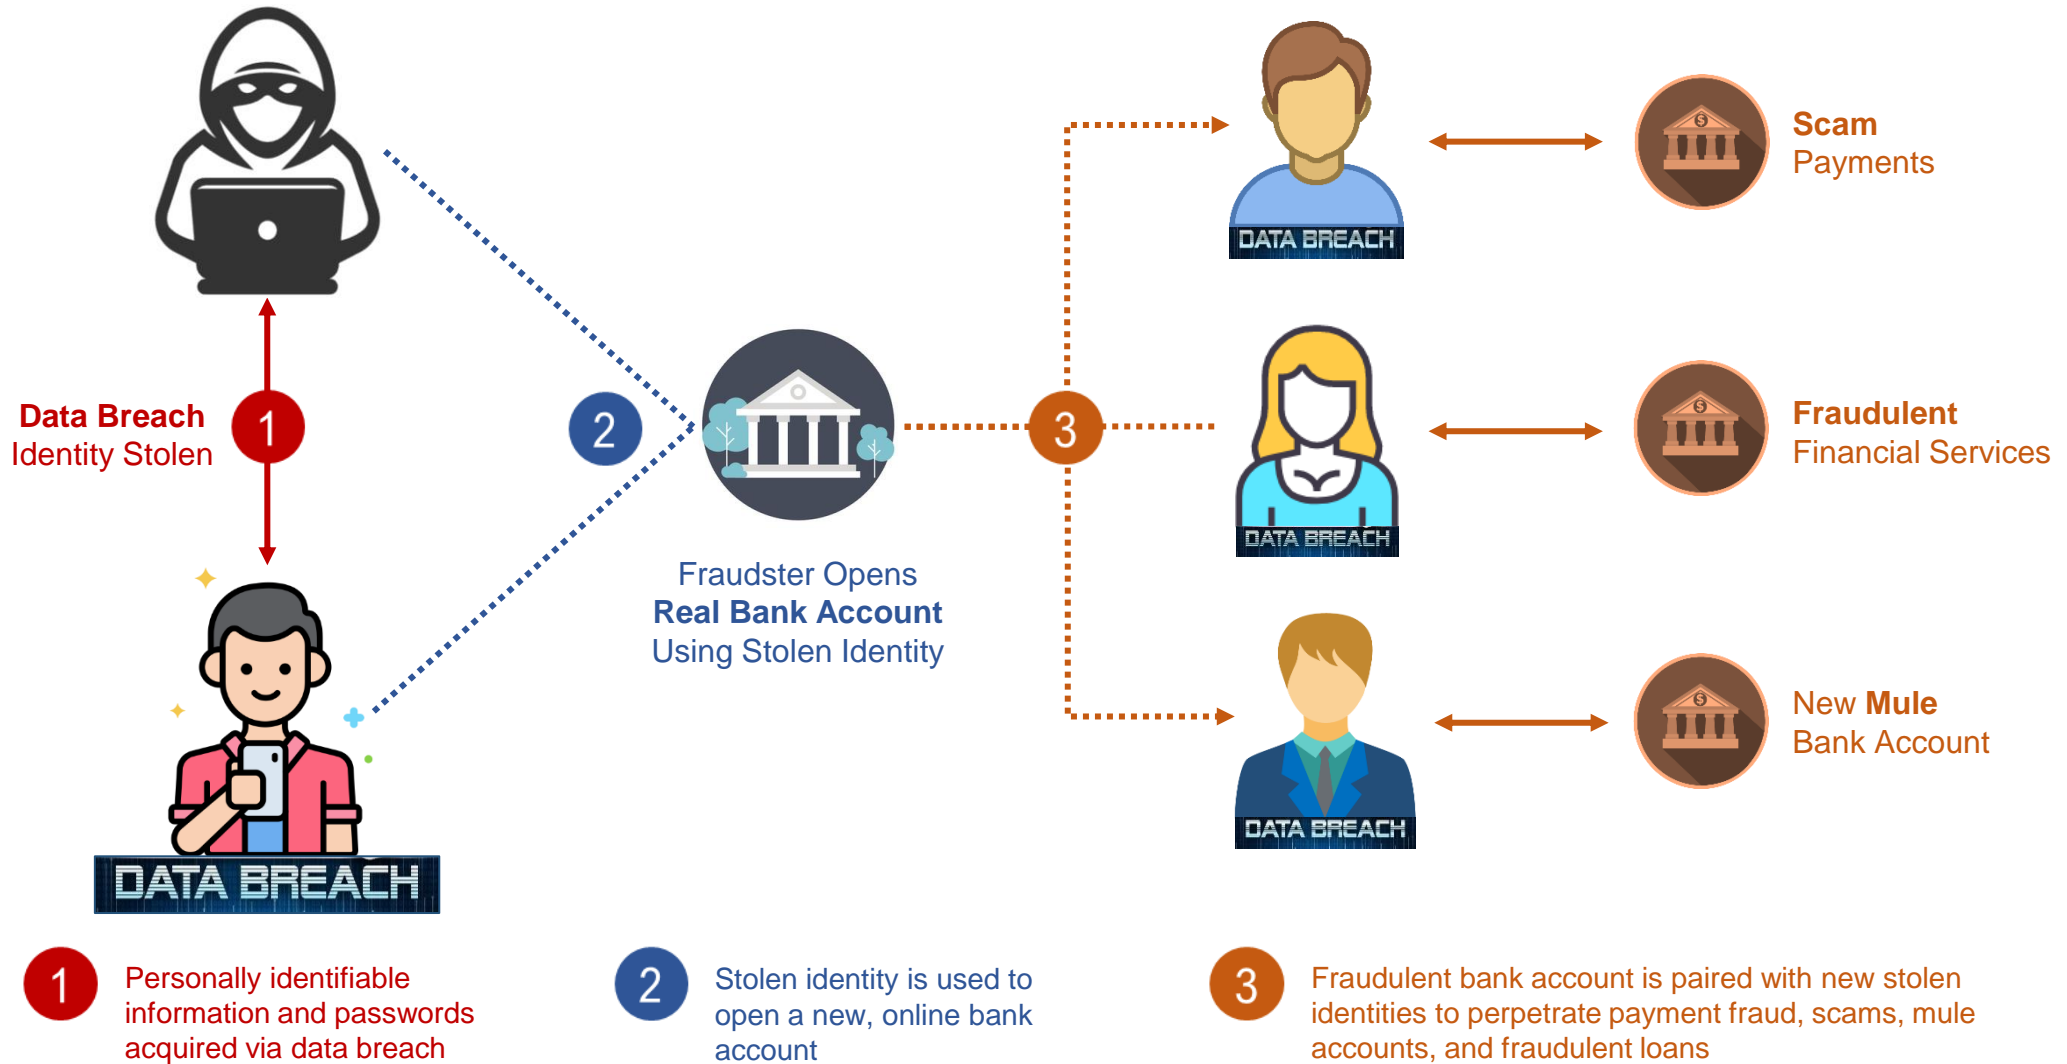 Data Breach
Identity Stolen
1
DATA BREACH
2
Fraudster Opens
Real Bank Account
Using Stolen Identity
3
DATA BREACH
Scam
Payments
DATA BREACH
Fraudulent
Financial Services
DATA BREACH
New Mule
Bank Account
1
Personally identifiable
information and passwords
acquired via data breach
2
Stolen identity is used to
open a new, online bank
account
3
Fraudulent bank account is paired with new stolen
identities to perpetrate payment fraud, scams, mule
accounts, and fraudulent loans